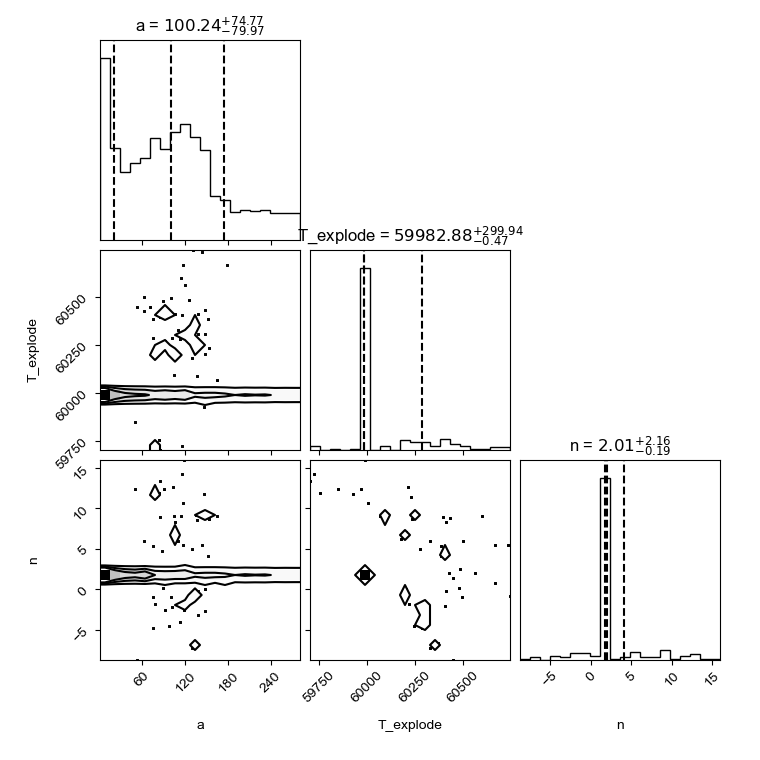 a = 100.24 +74.77 −79.97
T_explode = 59982.88 +299.94 −0.47
T_explode
60500
60250
60000
59750
n = 2.01 +2.16 −0.19
n
15
10
5
0
−5
60 120 180 240
59750 60000 60250 60500
−5 0 5 10 15
a T_explode n